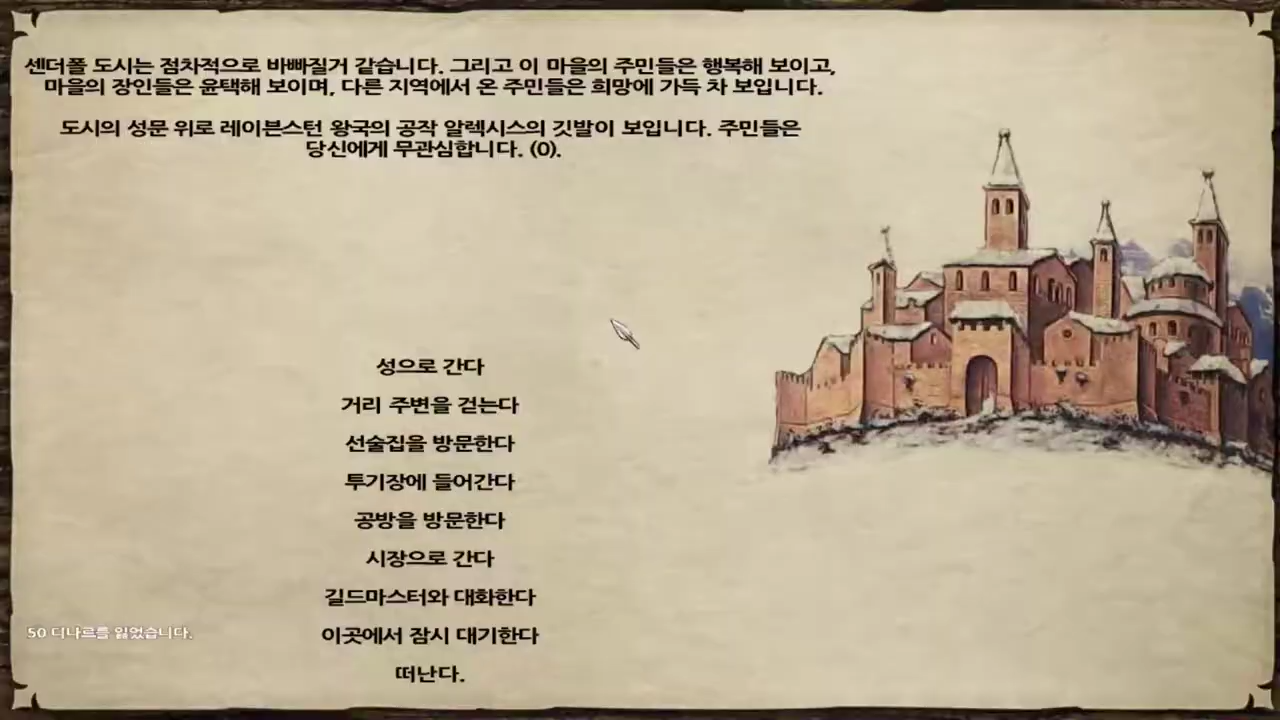 센더폴 도시는 점차적으로 바빠질거 같습니다. 그리고 이 마을의 주민들은 행복해 보이고,
마을의 장인들은 윤택해 보이며, 다른 지역에서 온 주민들은 희망에 가득 차 보입니다.
도시의 성문 위로 레이븐스턴 왕국의 공작 알렉시스의 깃발이 보입니다. 주민들은
당신에게 무관심합니다. (0).
성으로 간다
거리 주변을 걷는다
선술집을 방문한다
투기장에 들어간다
공방을 방문한다
시장으로 간다
길드마스터와 대화한다
이곳에서 잠시 대기한다
떠난다.
50 디나르를 잃었습니다.